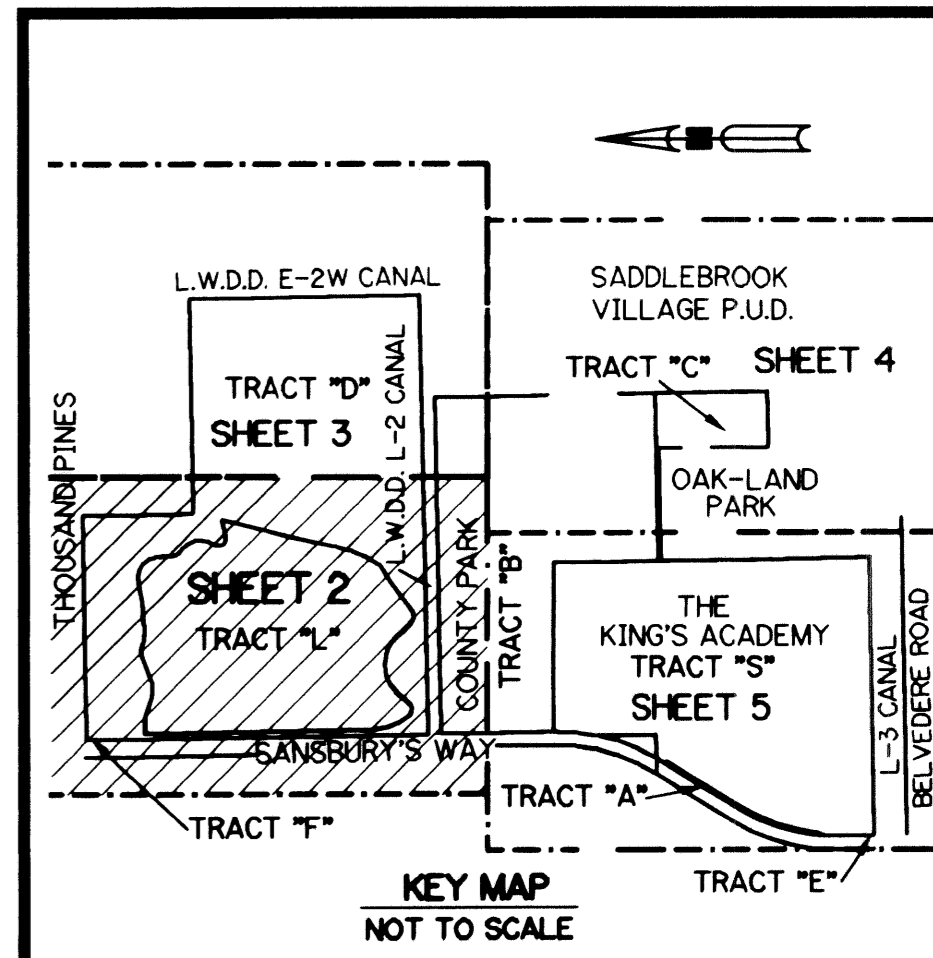 L.W.D.D. E-2W CANAL
SADDLEBROOK
VILLAGE P.U.D.
TRACT "C"
SHEET 4
TRACT "D"
SHEET 3
L.W.D.D. L-2 CANAL
THOUSAND PINES
OAK-LAND
PARK
SHEET 2
TRACT "L"
COUNTY PARK
TRACT "B"
THE
KING'S ACADEMY
TRACT "S"
SHEET 5
L-3 CANAL
BELVEDERE ROAD
SANSBURY'S WAY
TRACT "A"
TRACT "F"
TRACT "E"
KEY MAP
NOT TO SCALE